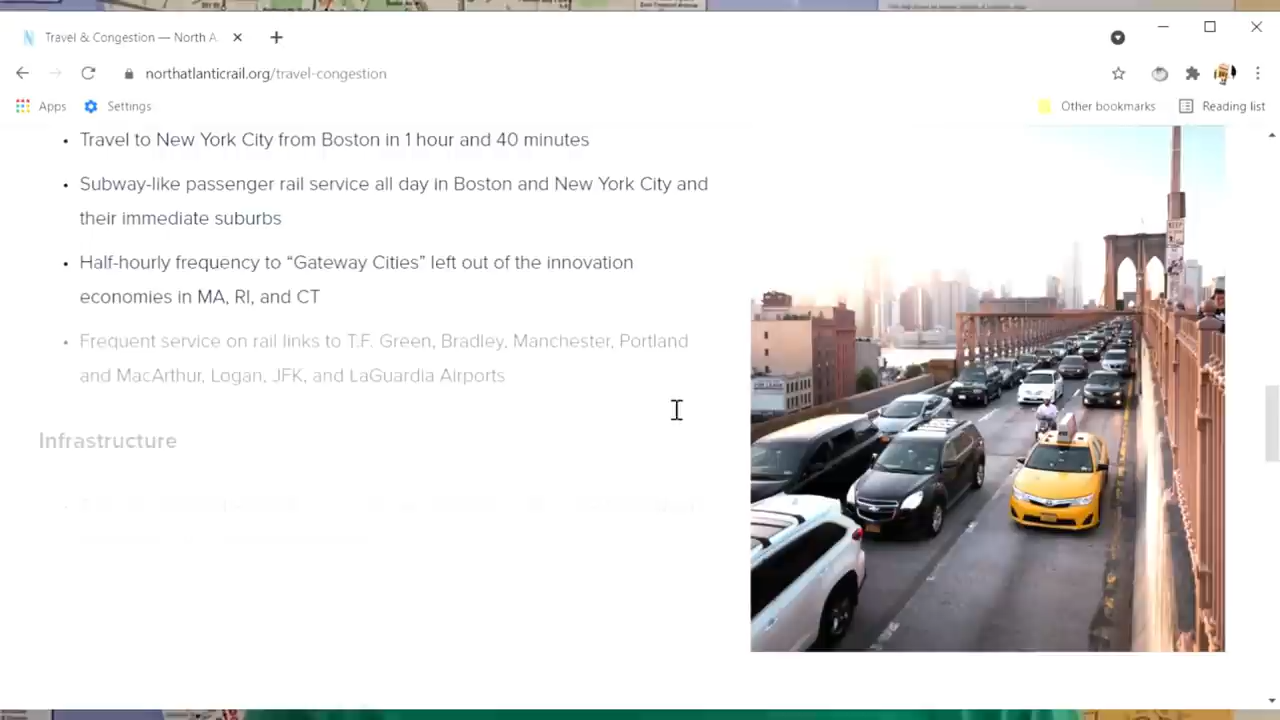 Travel & Congestion — North A
northatlanticrail.org/travel-congestion
Apps
Settings
Other bookmarks
Reading list
• Travel to New York City from Boston in 1 hour and 40 minutes
• Subway-like passenger rail service all day in Boston and New York City and
their immediate suburbs
• Half-hourly frequency to “Gateway Cities” left out of the innovation
economies in MA, RI, and CT
• Frequent service on rail links to T.F. Green, Bradley, Manchester, Portland
and MacArthur, Logan, JFK, and LaGuardia Airports
Infrastructure
KEEP